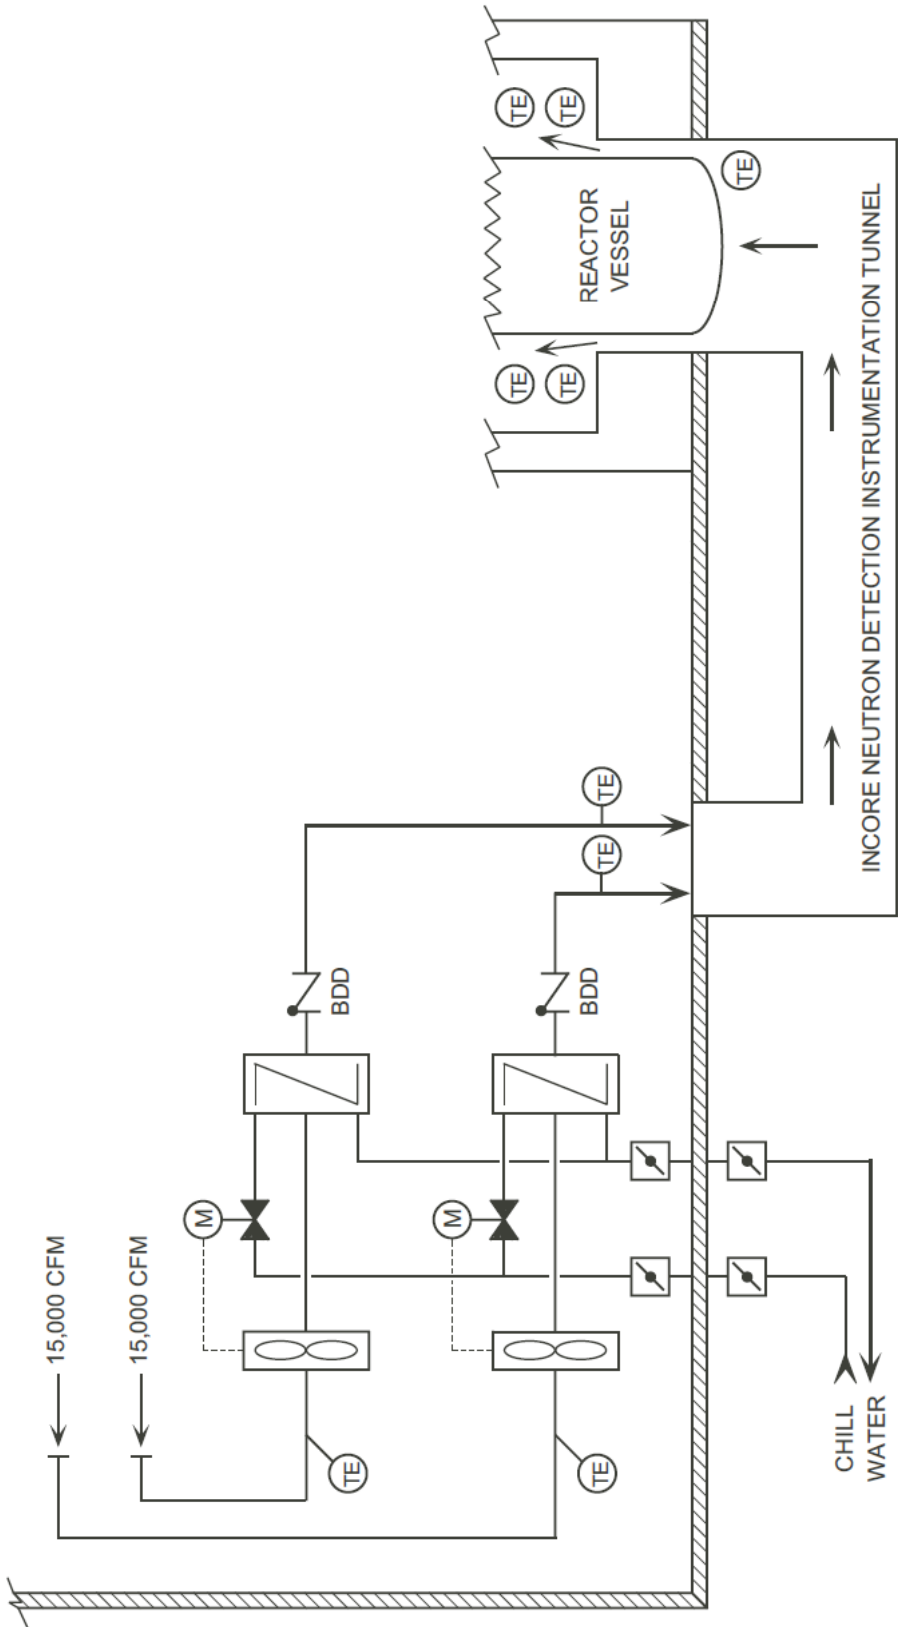 15,000 CFM
15,000 CFM
TE
TE
M
M
BDD
BDD
TE
TE
TE
TE
TE
TE
TE
REACTOR
VESSEL
CHILL
WATER
INCORE NEUTRON DETECTION INSTRUMENTATION TUNNEL